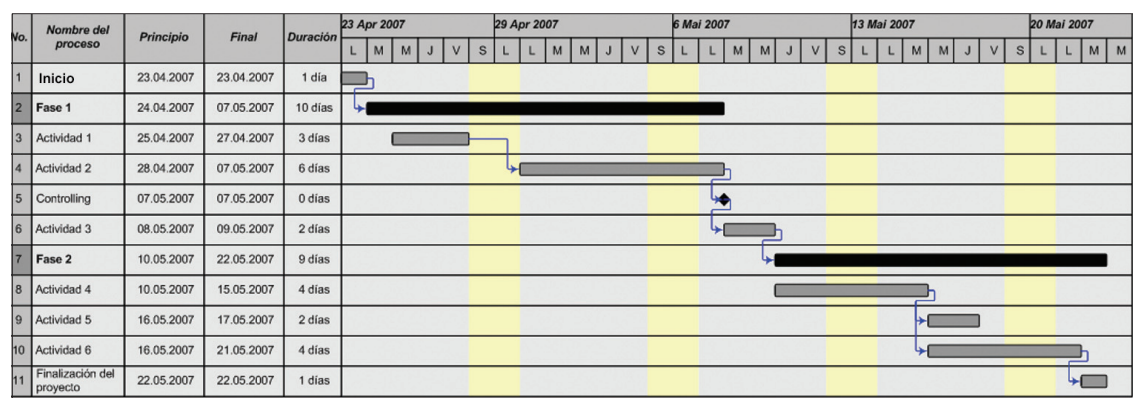 No. Nombre del proceso Principio Final Duración 23 Apr 2007 29 Apr 2007 6 Mai 2007 13 Mai 2007 20 Mai 2007
L M M J V S L L M M J V S L L M M J V S L L M M J V S L L M M
1 Inicio 23.04.2007 23.04.2007 1 día
2 Fase 1 24.04.2007 07.05.2007 10 días
3 Actividad 1 25.04.2007 27.04.2007 3 días
4 Actividad 2 28.04.2007 07.05.2007 6 días
5 Controlling 07.05.2007 07.05.2007 0 días
6 Actividad 3 08.05.2007 09.05.2007 2 días
7 Fase 2 10.05.2007 22.05.2007 9 días
8 Actividad 4 10.05.2007 15.05.2007 4 días
9 Actividad 5 16.05.2007 17.05.2007 2 días
10 Actividad 6 16.05.2007 21.05.2007 4 días
11 Finalización del proyecto 22.05.2007 22.05.2007 1 días